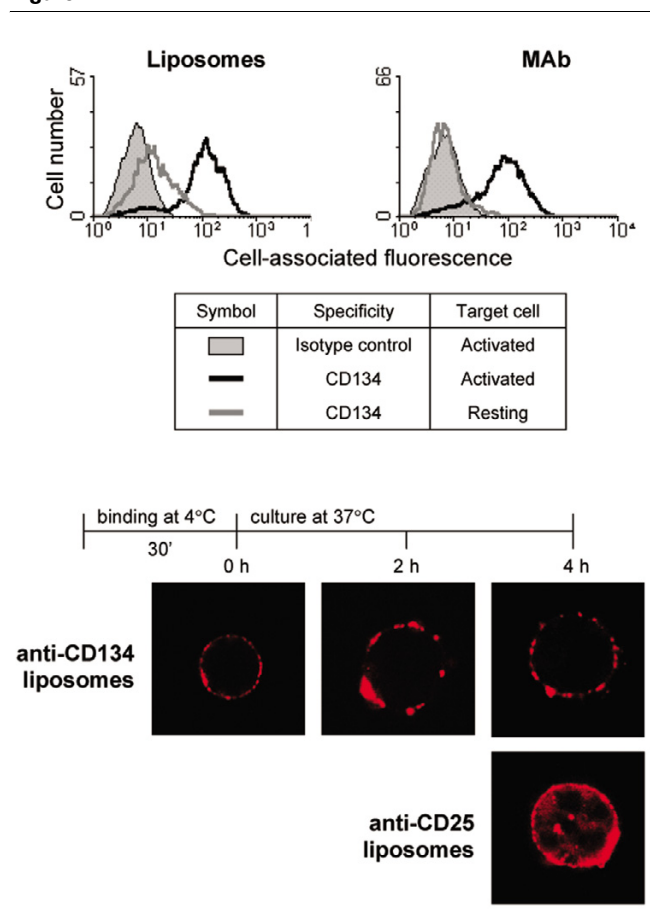 Liposomes
MAb
57
0
Cell number
10⁰ 10¹ 10² 10³ 1
66
0
10⁰ 10¹ 10² 10³ 10⁴
Cell-associated fluorescence
Symbol Specificity Target cell
Isotype control Activated
CD134 Activated
CD134 Resting
binding at 4°C culture at 37°C
30'
0 h 2 h 4 h
anti-CD134
liposomes
anti-CD25
liposomes